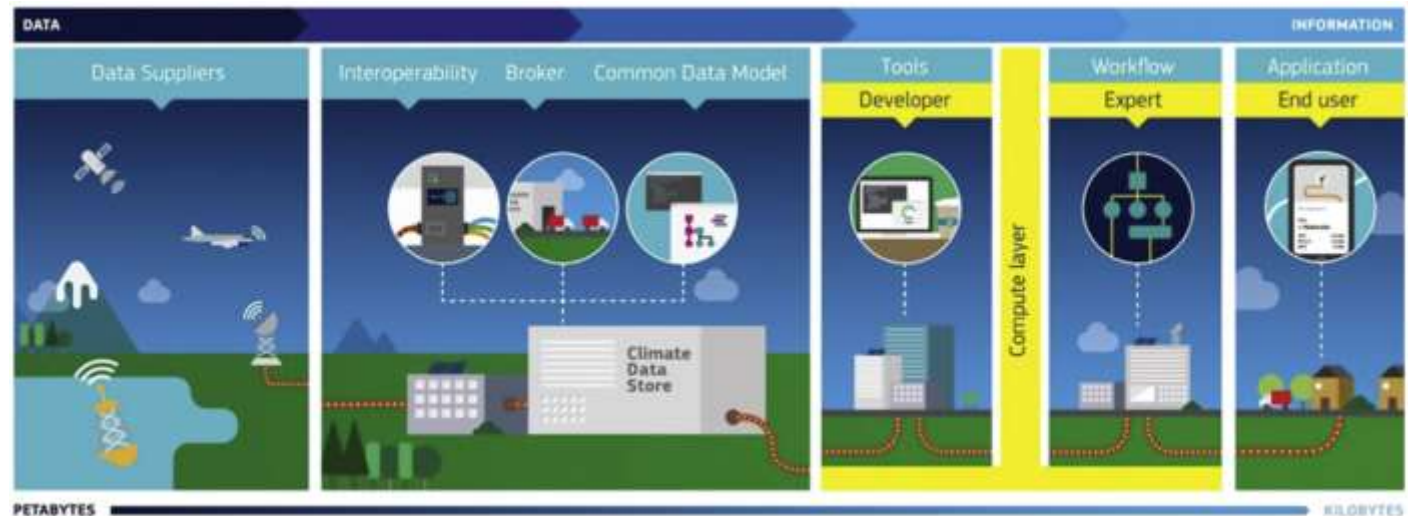 DATA
INFORMATION
Data Suppliers
Interoperability Broker Common Data Model
Tools
Developer
Compute layer
Workflow
Expert
Application
End user
Climate
Data
Store
PETABYTES
KILOBYTES